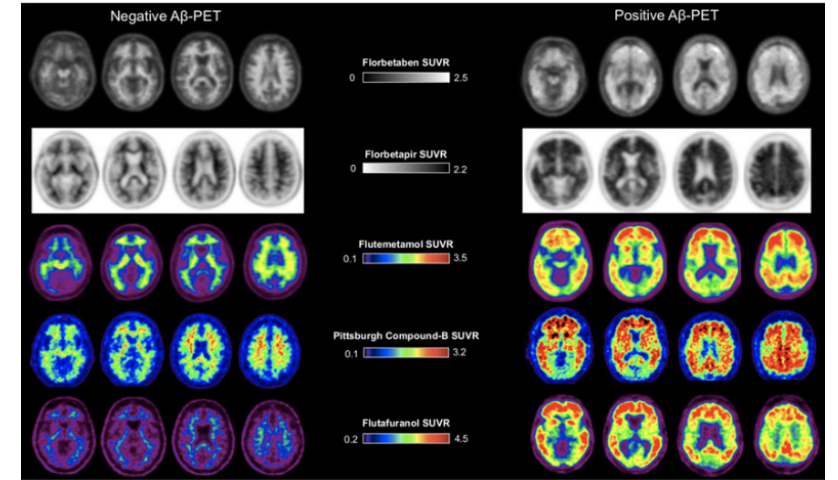 Negative Aβ-PET
Positive Aβ-PET
Florbetaben SUVR
0 2.5
Florbetapir SUVR
0 2.2
Flutemetamol SUVR
0.1 3.5
Pittsburgh Compound-B SUVR
0.1 3.2
Flutafuranol SUVR
0.2 4.5